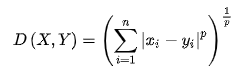 D (X, Y) = ( ∑_{i=1}^{n} |x_i − y_i|^p )^{1/p}